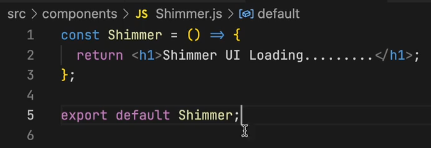 src > components > JS Shimmer.js > default
1 const Shimmer = () => {
2 return <h1>Shimmer UI Loading.........</h1>;
3 };
4
5 export default Shimmer;
6